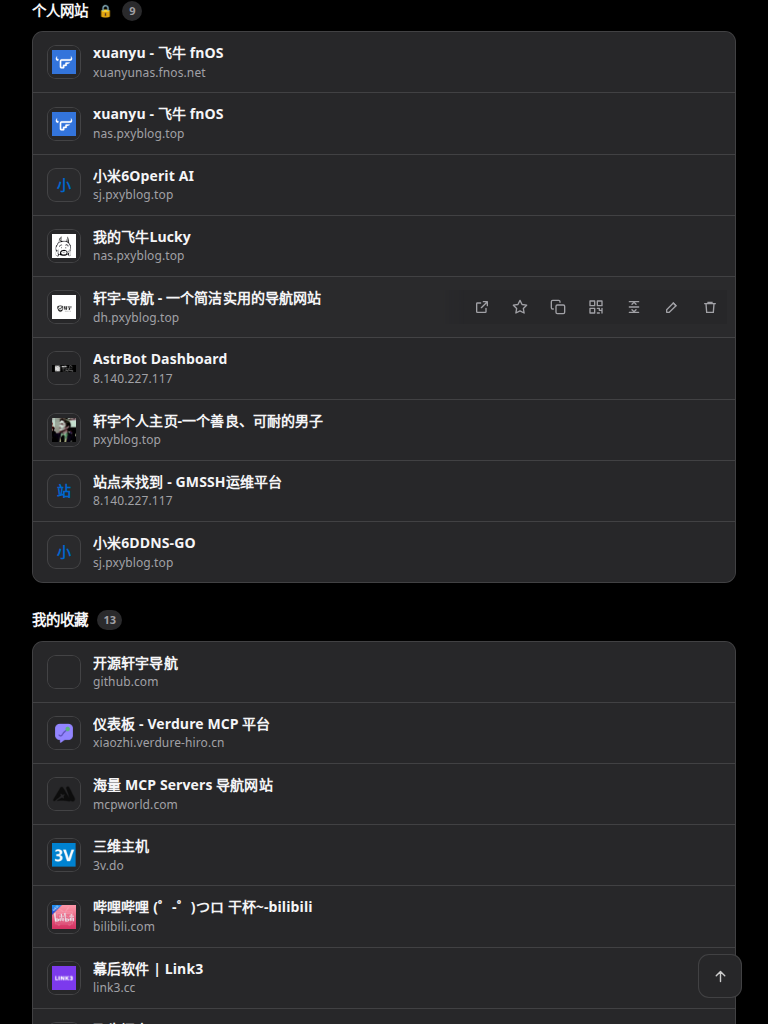 个人网站 🔒 9
xuanyu - 飞牛 fnOS
xuanyunas.fnos.net
xuanyu - 飞牛 fnOS
nas.pxyblog.top
小
小米6Operit AI
sj.pxyblog.top
我的飞牛Lucky
nas.pxyblog.top
轩宇-导航 - 一个简洁实用的导航网站
dh.pxyblog.top
AstrBot Dashboard
8.140.227.117
轩宇个人主页-一个善良、可耐的男子
pxyblog.top
站
站点未找到 - GMSSH运维平台
8.140.227.117
小
小米6DDNS-GO
sj.pxyblog.top
我的收藏 13
开源轩宇导航
github.com
仪表板 - Verdure MCP 平台
xiaozhi.verdure-hiro.cn
海量 MCP Servers 导航网站
mcpworld.com
3V
三维主机
3v.do
哔哩哔哩 (゜-゜)つロ 干杯~-bilibili
bilibili.com
LINK3
幕后软件 | Link3
link3.cc